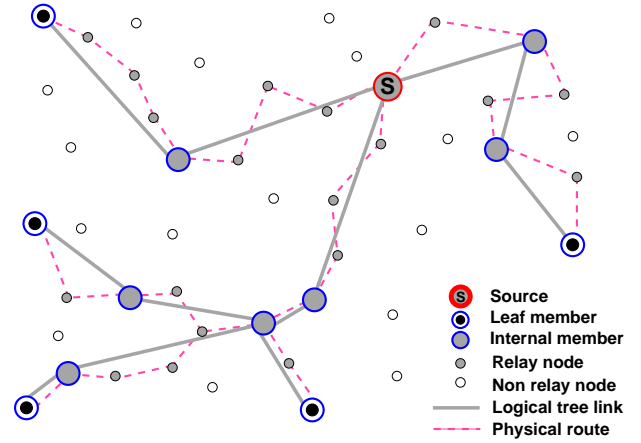 S
S Source
Leaf member
Internal member
Relay node
Non relay node
Logical tree link
Physical route